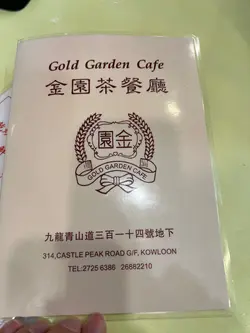 Gold Garden Cafe
金園茶餐廳
園金
GOLD GARDEN CAFE
九龍青山道三百一十四號地下
314,CASTLE PEAK ROAD G/F, KOWLOON
TEL:2725 6386 26882210